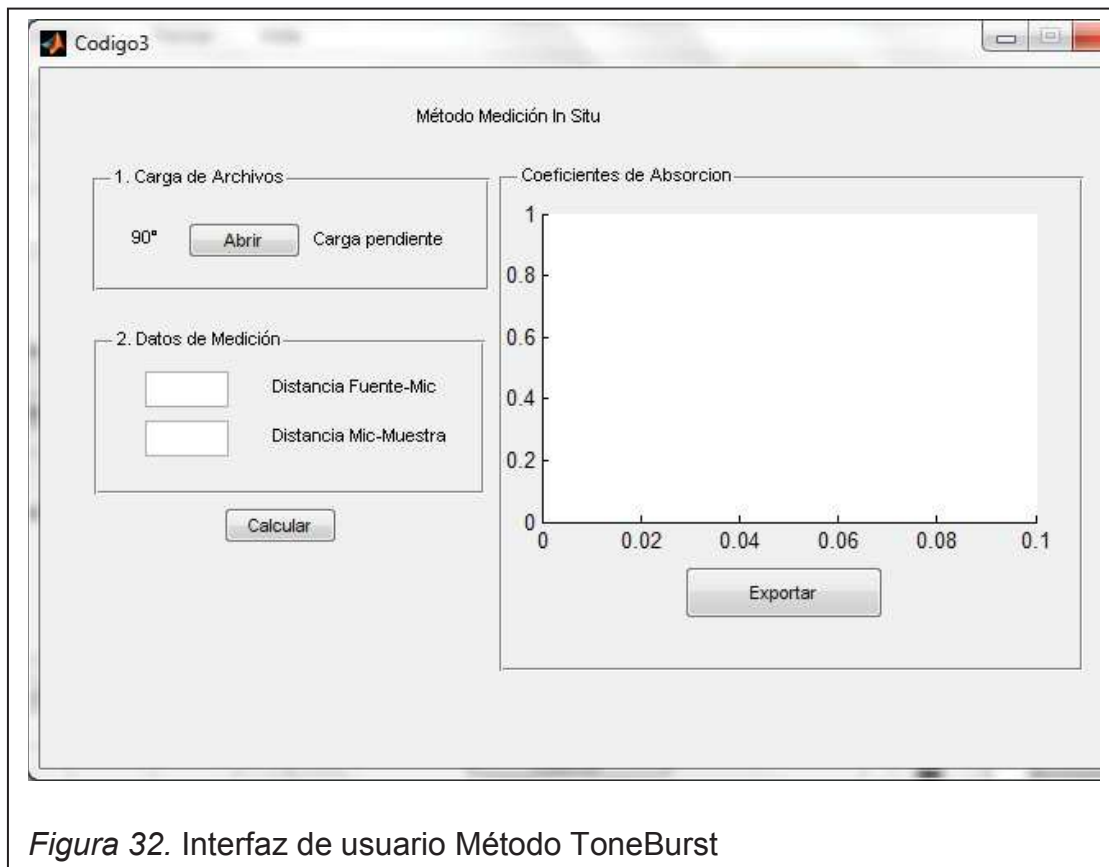 Codigo3
Método Medición In Situ
1. Carga de Archivos
90°
Abrir
Carga pendiente
2. Datos de Medición
Distancia Fuente-Mic
Distancia Mic-Muestra
Calcular
Coeficientes de Absorcion
1
0.8
0.6
0.4
0.2
0
0 0.02 0.04 0.06 0.08 0.1
Exportar
Figura 32. Interfaz de usuario Método ToneBurst